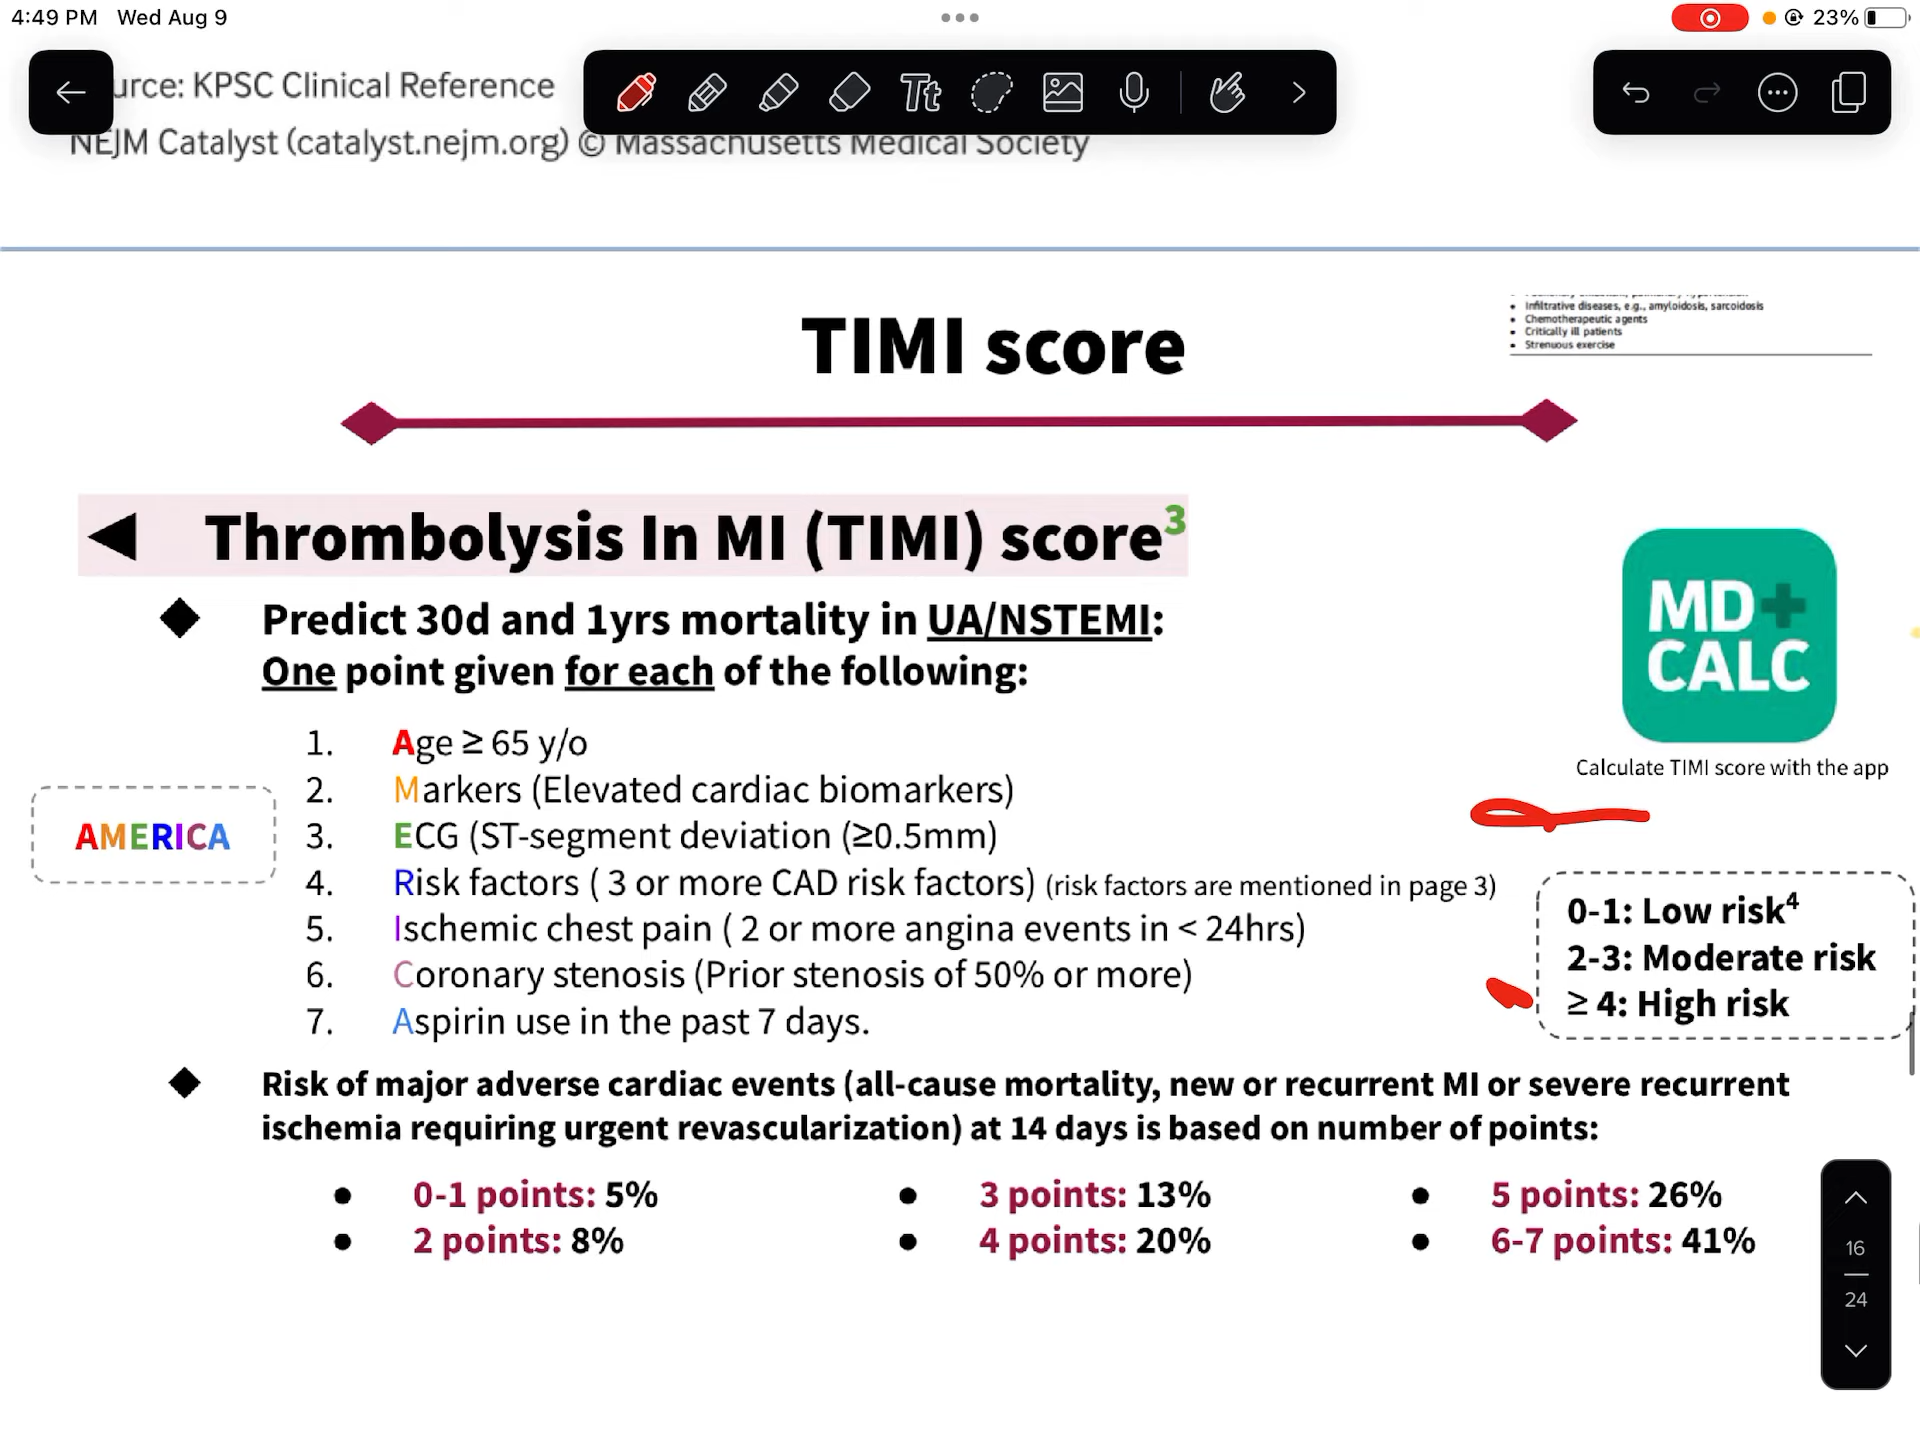 4:49 PM Wed Aug 9
23%
urce: KPSC Clinical Reference
Tt
NEJM Catalyst (catalyst.nejm.org) © Massachusetts Medical Society
Infiltrative diseases, e.g., amyloidosis, sarcoidosis
Chemotherapeutic agents
Critically ill patients
Strenuous exercise
TIMI score
Thrombolysis In MI (TIMI) score3
Predict 30d and 1yrs mortality in UA/NSTEMI:
One point given for each of the following:
MD+
CALC
Calculate TIMI score with the app
AMERICA
1. Age ≥ 65 y/o
2. Markers (Elevated cardiac biomarkers)
3. ECG (ST-segment deviation (≥0.5mm)
4. Risk factors ( 3 or more CAD risk factors) (risk factors are mentioned in page 3)
5. Ischemic chest pain ( 2 or more angina events in < 24hrs)
6. Coronary stenosis (Prior stenosis of 50% or more)
7. Aspirin use in the past 7 days.
0-1: Low risk4
2-3: Moderate risk
≥ 4: High risk
Risk of major adverse cardiac events (all-cause mortality, new or recurrent MI or severe recurrent
ischemia requiring urgent revascularization) at 14 days is based on number of points:
0-1 points: 5%
2 points: 8%
3 points: 13%
4 points: 20%
5 points: 26%
6-7 points: 41%
16
24